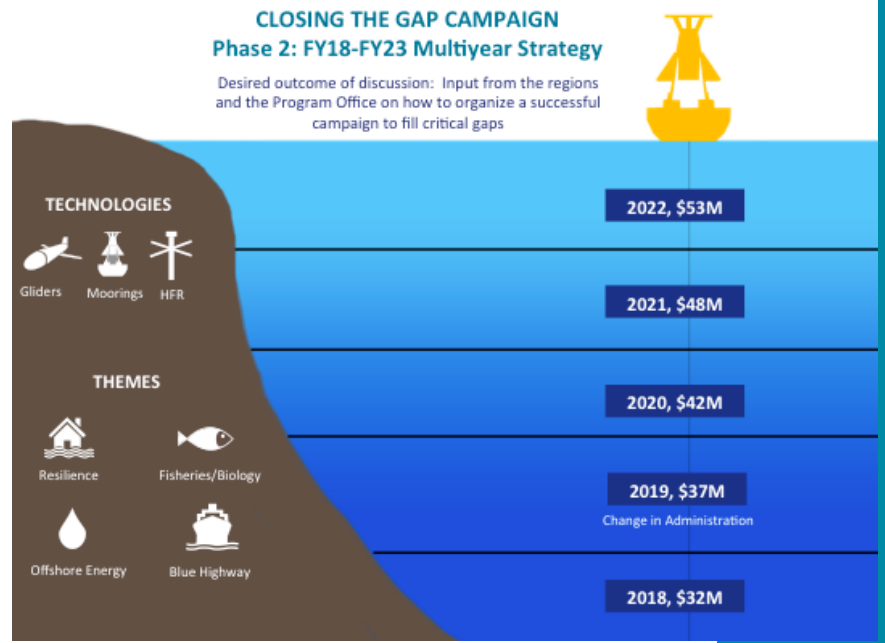 CLOSING THE GAP CAMPAIGN
Phase 2: FY18-FY23 Multiyear Strategy
Desired outcome of discussion: Input from the regions
and the Program Office on how to organize a successful
campaign to fill critical gaps
TECHNOLOGIES
Gliders
Moorings
HFR
THEMES
Resilience
Fisheries/Biology
Offshore Energy
Blue Highway
2022, $53M
2021, $48M
2020, $42M
2019, $37M
Change in Administration
2018, $32M